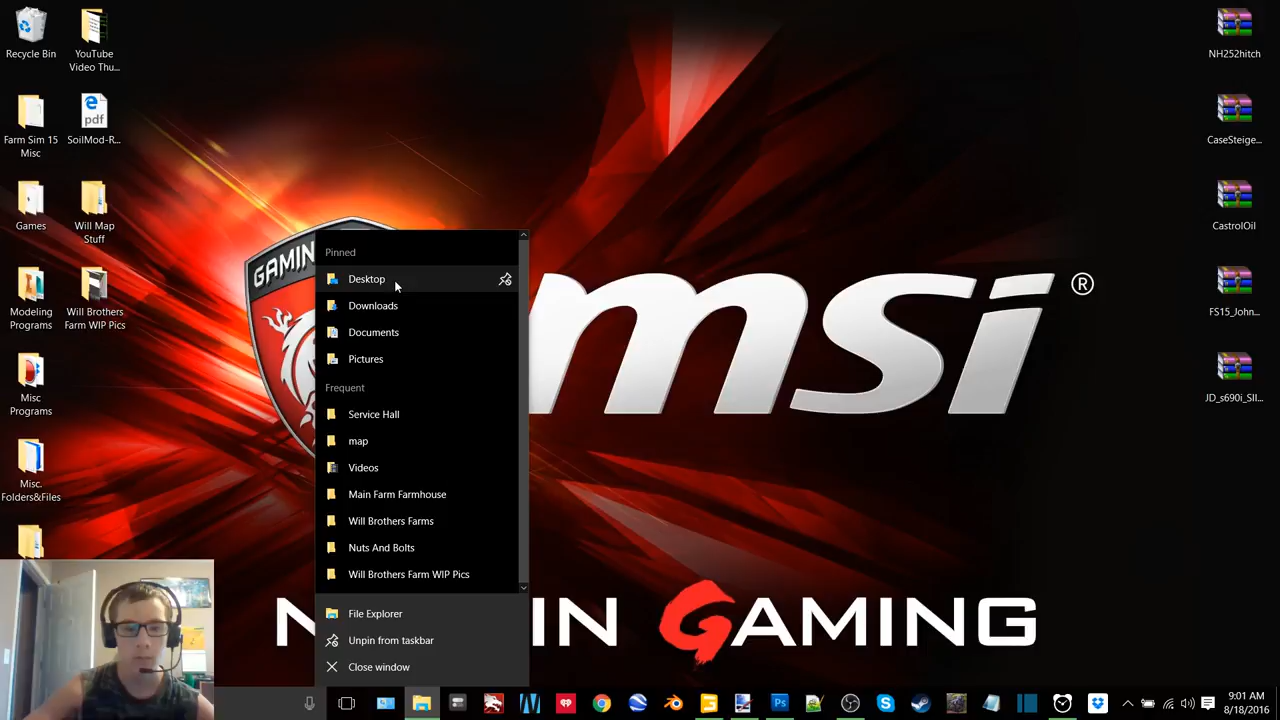 Recycle Bin
YouTube
Video Thu...
Farm Sim 15
Misc
SoilMod-R...
Games
Will Map
Stuff
Modeling
Programs
Will Brothers
Farm WIP Pics
Misc
Programs
Misc.
Folders&Files
GAMIN
msi
®
N IN GAMING
NH252hitch
CaseSteige...
CastrolOil
FS15_John...
JD_s690i_SII...
Pinned
Desktop
Downloads
Documents
Pictures
Frequent
Service Hall
map
Videos
Main Farm Farmhouse
Will Brothers Farms
Nuts And Bolts
Will Brothers Farm WIP Pics
File Explorer
Unpin from taskbar
Close window
9:01 AM
8/18/2016